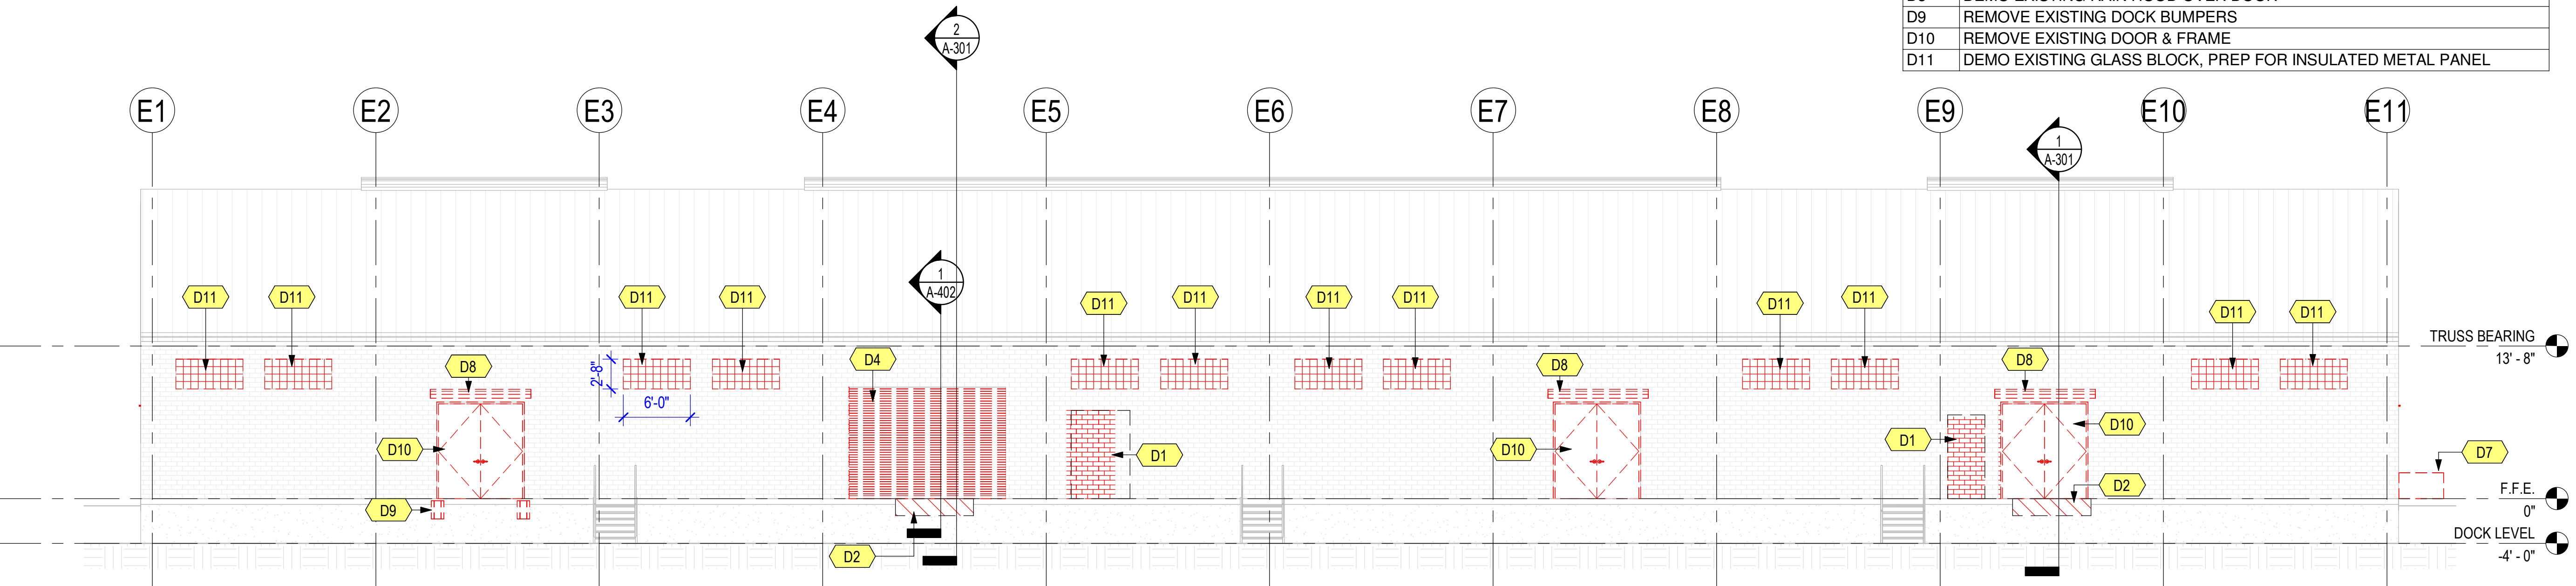 D9 REMOVE EXISTING DOCK BUMPERS
D10 REMOVE EXISTING DOOR & FRAME
D11 DEMO EXISTING GLASS BLOCK, PREP FOR INSULATED METAL PANEL
2
A-301
E1 E2 E3 E4 E5 E6 E7 E8 E9 E10 E11
1
A-301
1
A-402
D11 D11 D11 D11 D11 D11 D11 D11 D11 D11 D11 D11
TRUSS BEARING
13' - 8"
D8 D4 D8 D8
2'-8"
6'-0"
D10 D1 D10 D1 D10 D7
D9 D2 D2
F.F.E.
0"
DOCK LEVEL
-4' - 0"